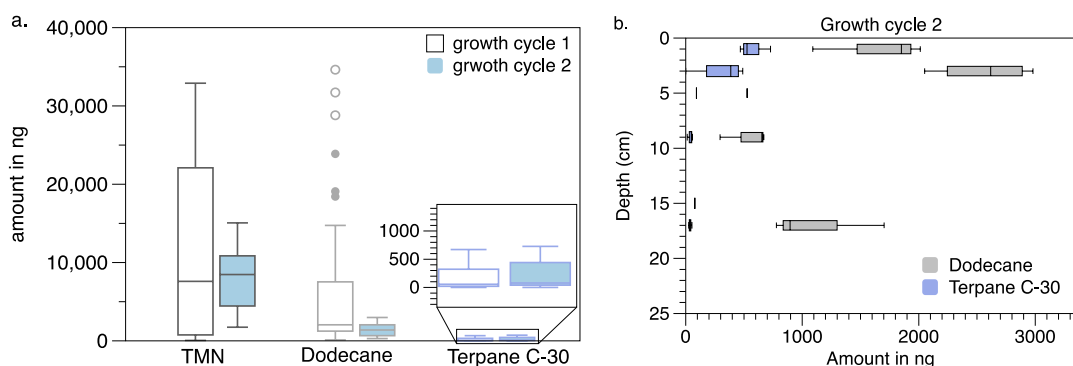 a.
40,000
30,000
20,000
10,000
0
amount in ng
growth cycle 1
grwoth cycle 2
1000
500
0
TMN
Dodecane
Terpane C-30
b.
Growth cycle 2
0
5
10
15
20
25
Depth (cm)
Dodecane
Terpane C-30
0
1000
2000
3000
Amount in ng